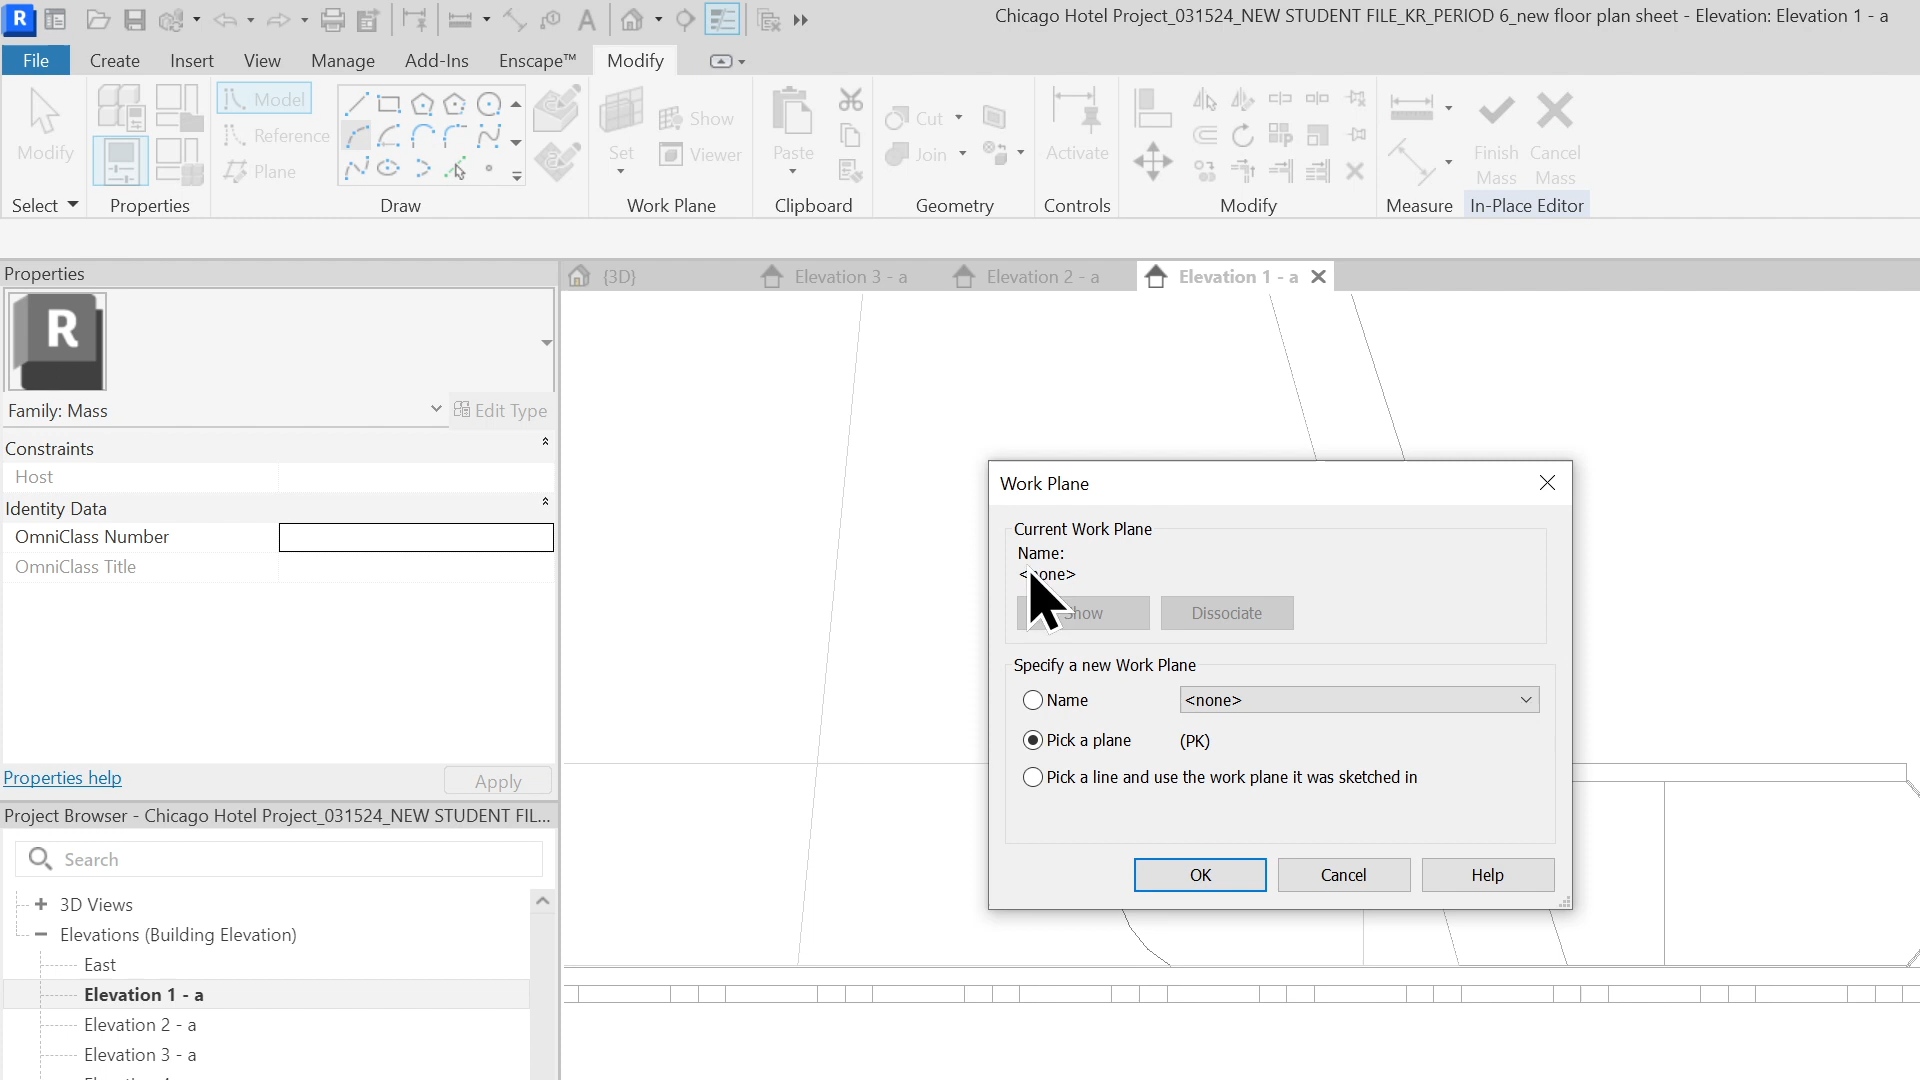 R
Chicago Hotel Project_031524_NEW STUDENT FILE_KR_PERIOD 6_new floor plan sheet - Elevation: Elevation 1 - a
File
Create
Insert
View
Manage
Add-Ins
Enscape™
Modify
Modify
Model
Reference
Plane
Set
Show
Viewer
Paste
Cut
Join
Activate
Finish Mass
Cancel Mass
Select
Properties
Draw
Work Plane
Clipboard
Geometry
Controls
Modify
Measure
In-Place Editor
Properties
{3D}
Elevation 3 - a
Elevation 2 - a
Elevation 1 - a
R
Family: Mass
Edit Type
Constraints
Host
Identity Data
OmniClass Number
OmniClass Title
Properties help
Apply
Project Browser - Chicago Hotel Project_031524_NEW STUDENT FIL...
Search
3D Views
Elevations (Building Elevation)
East
Elevation 1 - a
Elevation 2 - a
Elevation 3 - a
Work Plane
Current Work Plane
Name:
<none>
Show
Dissociate
Specify a new Work Plane
Name
<none>
Pick a plane
(PK)
Pick a line and use the work plane it was sketched in
OK
Cancel
Help